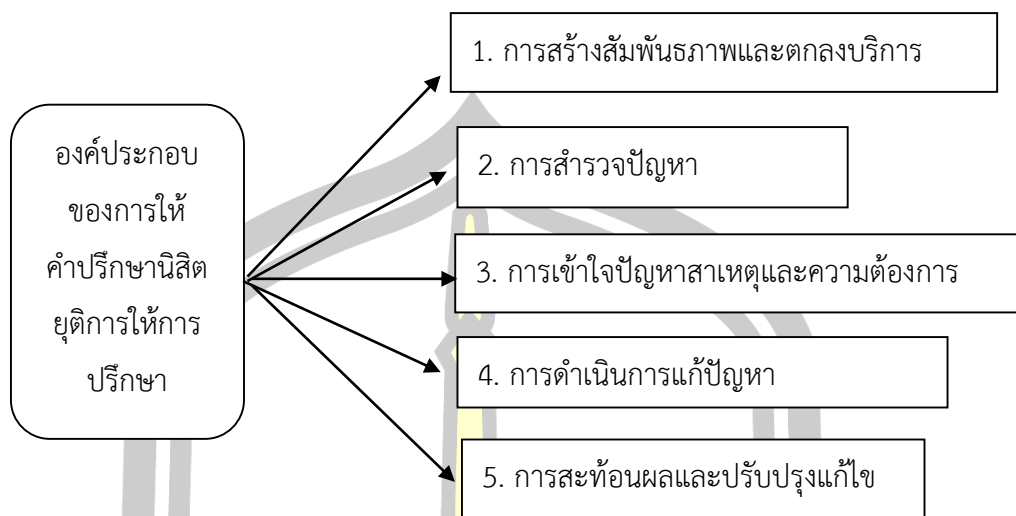 องค์ประกอบ
ของการให้
คำปรึกษานิสิต
ยุติการให้การ
ปรึกษา
1. การสร้างสัมพันธภาพและตกลงบริการ
2. การสำรวจปัญหา
3. การเข้าใจปัญหาสาเหตุและความต้องการ
4. การดำเนินการแก้ปัญหา
5. การสะท้อนผลและปรับปรุงแก้ไข